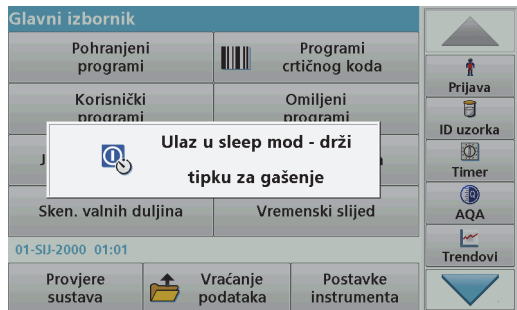 Glavni izbornik
Pohranjeni
programi
Programi
crtičnog koda
Korisnički
programi
Omiljeni
programi
Ulaz u sleep mod - drži
tipku za gašenje
Sken. valnih duljina
Vremenski slijed
01-SIJ-2000 01:01
Provjere
sustava
Vraćanje
podataka
Postavke
instrumenta
Prijava
ID uzorka
Timer
AQA
Trendovi